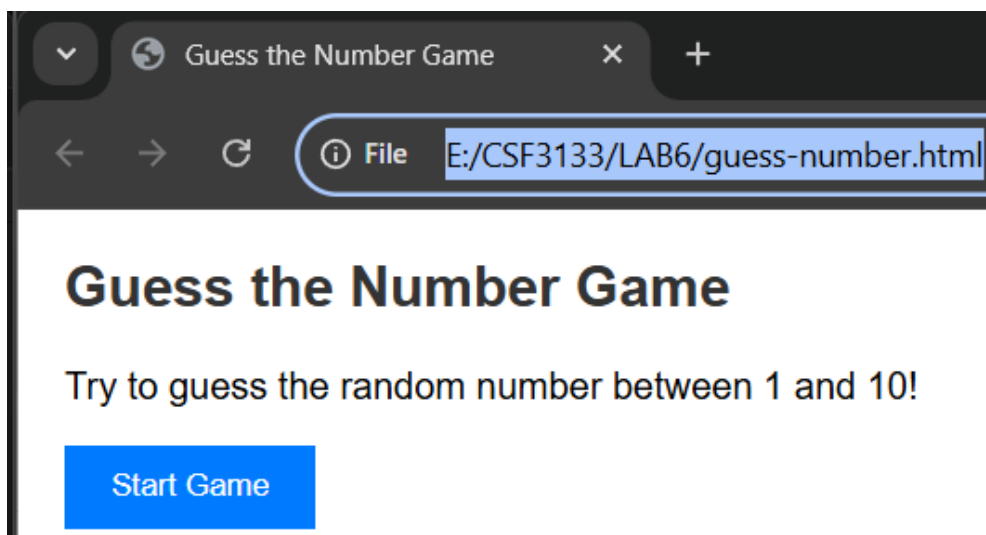 Guess the Number Game
File E:/CSF3133/LAB6/guess-number.html
Guess the Number Game
Try to guess the random number between 1 and 10!
Start Game